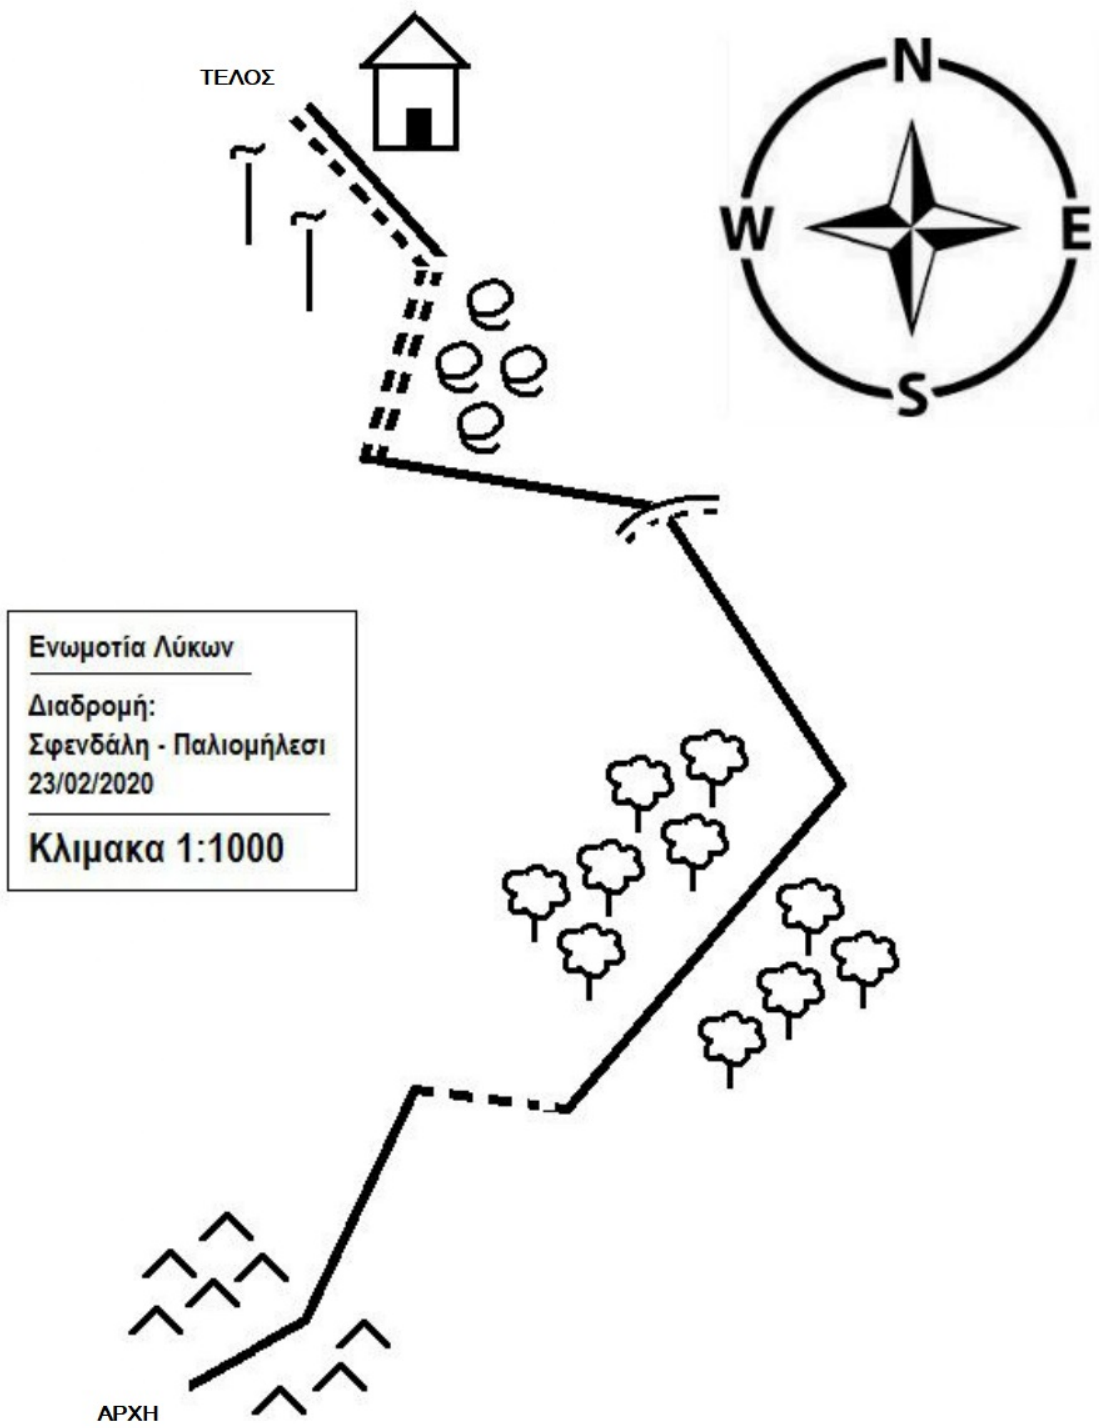 ΤΕΛΟΣ
N
W
E
S
Ενωμοτία Λύκων
Διαδρομή:
Σφενδάλη - Παλιομήλεσι
23/02/2020
Κλιμακα 1:1000
ΑΡΧΗ